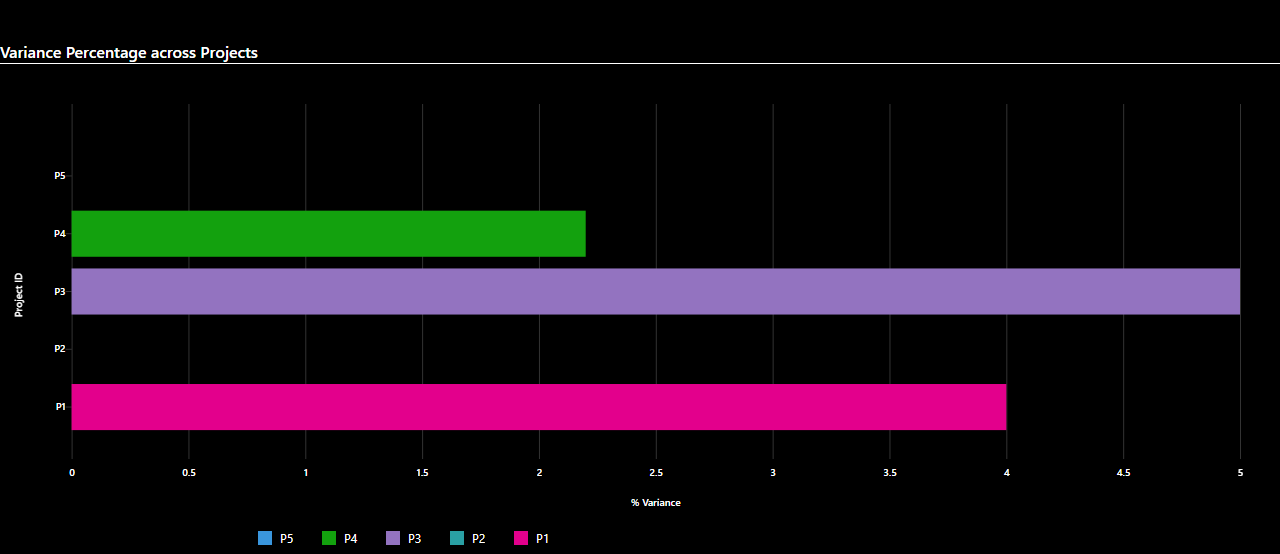 Variance Percentage across Projects
P5
P4
P3
P2
P1
Project ID
0 0.5 1 1.5 2 2.5 3 3.5 4 4.5 5
% Variance
P5 P4 P3 P2 P1